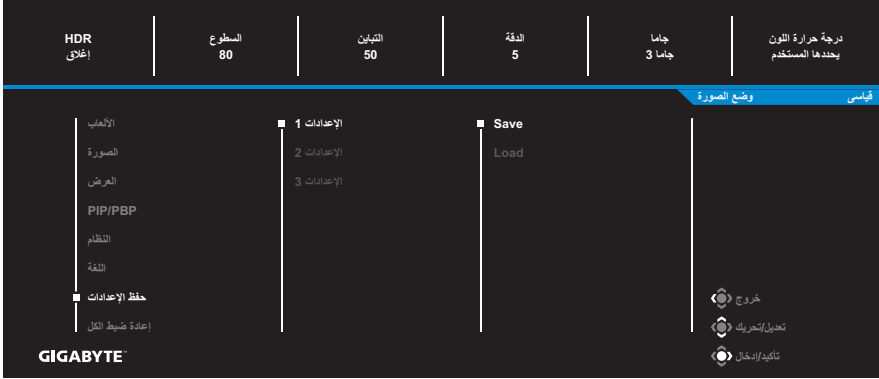 HDR
إغلاق
السطوع
80
التباين
50
الدقة
5
جاما
جاما 3
درجة حرارة اللون
يحددها المستخدم
وضع الصورة
قياسى
الألعاب
الصورة
العرض
PIP/PBP
النظام
اللغة
حفظ الإعدادات
إعادة ضبط الكل
الإعدادات 1
الإعدادات 2
الإعدادات 3
Save
Load
خروج
تعديل/تحريك
تأكيد/إدخال
GIGABYTE™